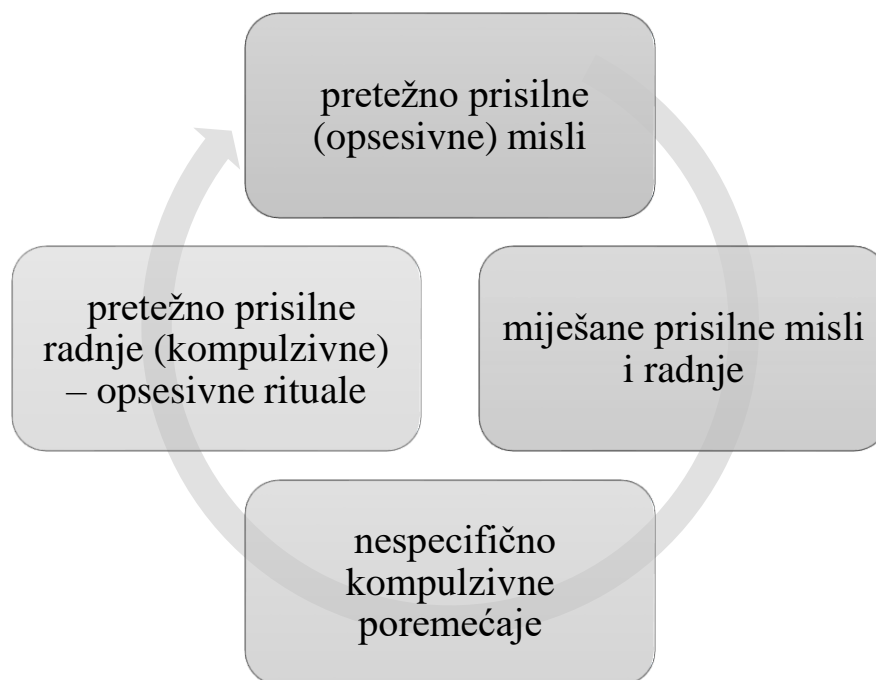 pretežno prisilne
(opsesivne) misli
miješane prisilne misli
i radnje
nespecifično
kompulzivne
poremećaje
pretežno prisilne
radnje (kompulzivne)
– opsesivne rituale